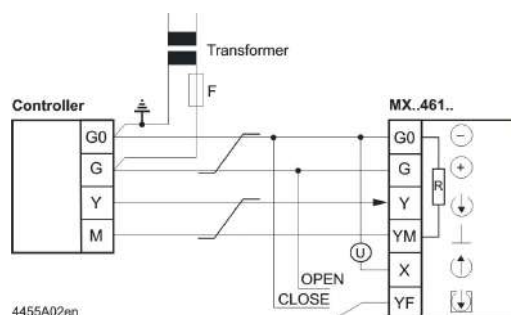 Transformer
F
Controller
MX..461..
G0
G
Y
M
G0
G
Y
YM
X
YF
R
U
OPEN
CLOSE
4455A02en